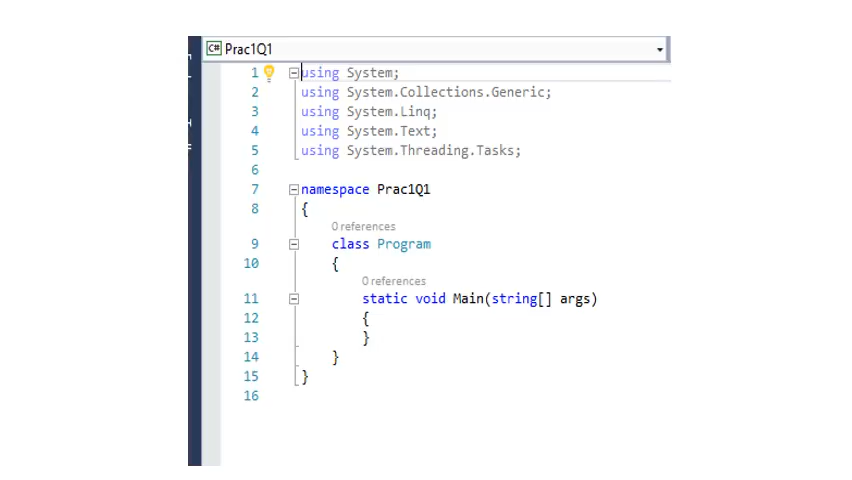 C# Prac1Q1
1 using System;
2 using System.Collections.Generic;
3 using System.Linq;
4 using System.Text;
5 using System.Threading.Tasks;
6
7 namespace Prac1Q1
8 {
0 references
9 class Program
10 {
0 references
11 static void Main(string[] args)
12 {
13 }
14 }
15 }
16